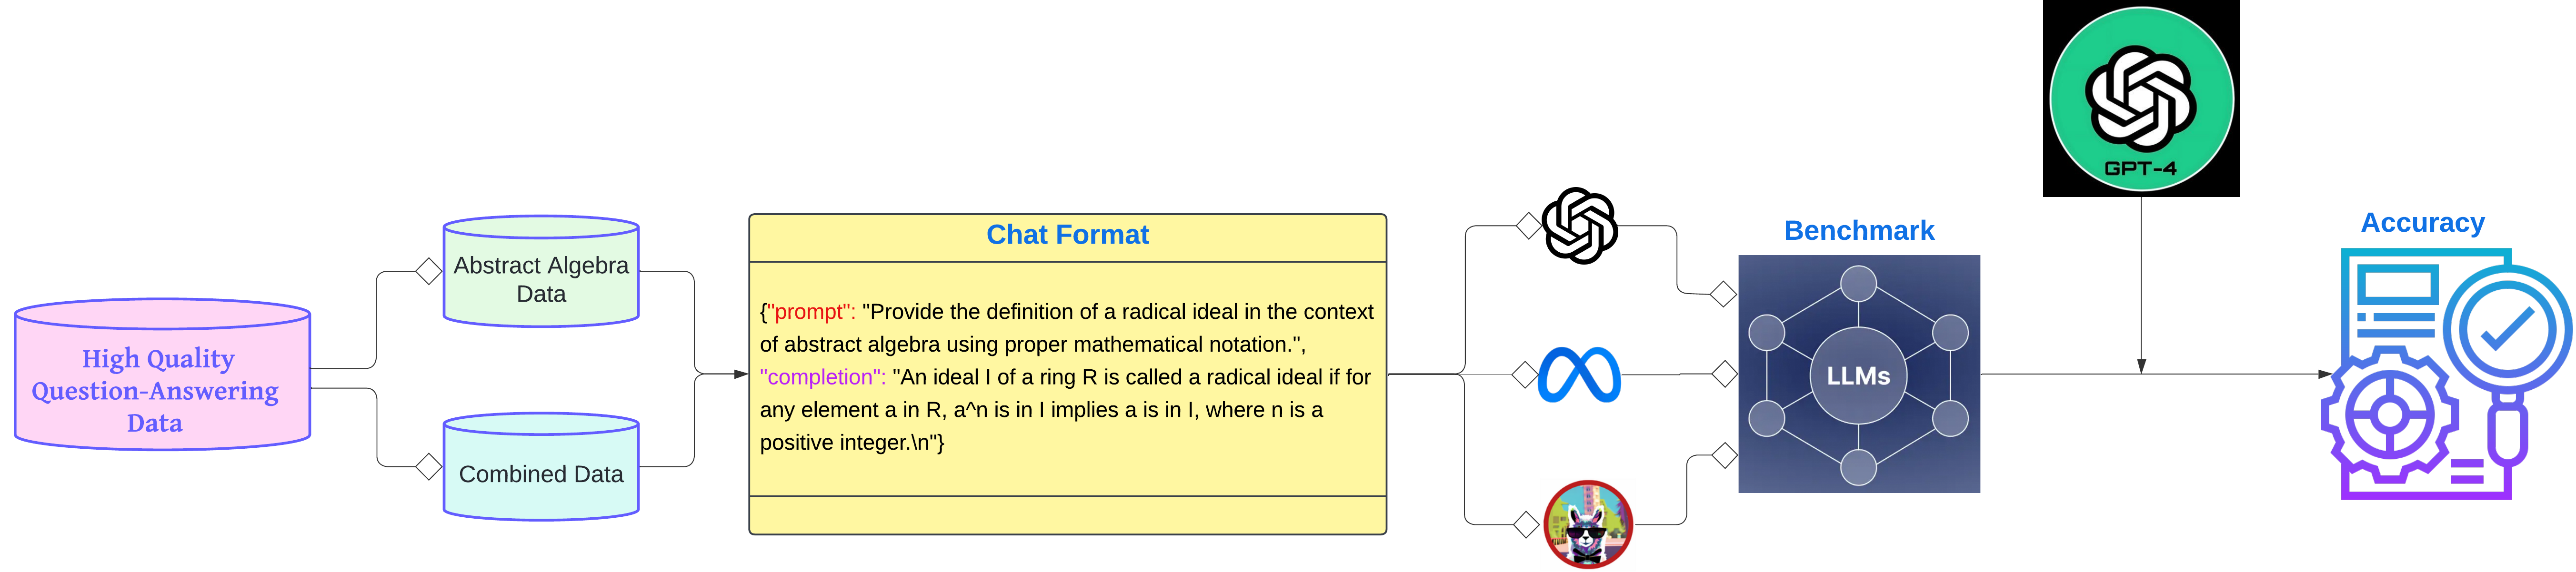 High Quality
Question-Answering
Data
Abstract Algebra
Data
Combined Data
Chat Format
{"prompt": "Provide the definition of a radical ideal in the context
of abstract algebra using proper mathematical notation.",
"completion": "An ideal I of a ring R is called a radical ideal if for
any element a in R, a^n is in I implies a is in I, where n is a
positive integer.\n"}
Benchmark
LLMs
GPT-4
Accuracy